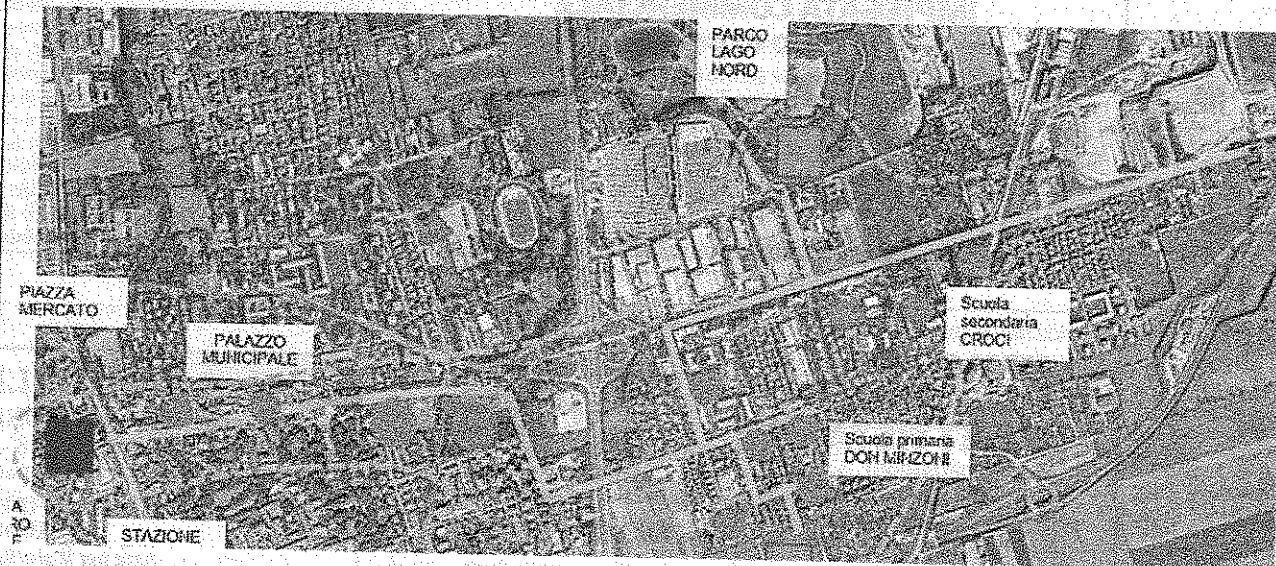 PARCO
LAGO
NORD
PIAZZA
MERCATO
PALAZZO
MUNICIPALE
Scuola
secondaria
CROCI
Scuola primaria
DON MINZONI
STAZIONE